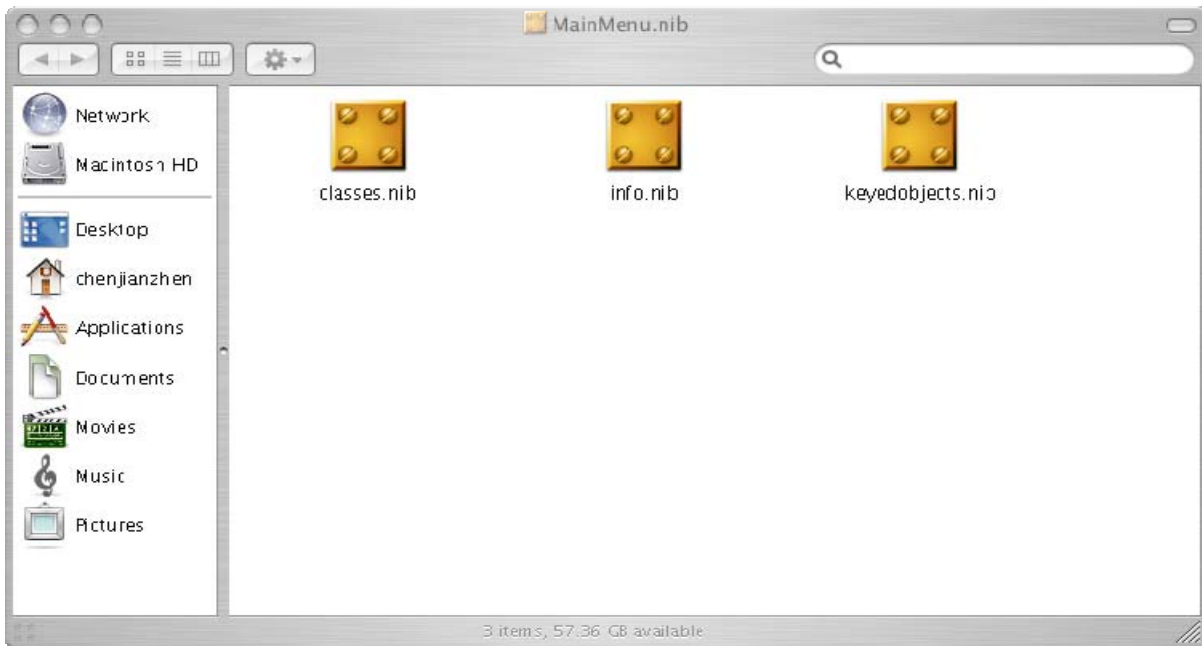 MainMenu.nib
Network
Macintosh HD
Desktop
chenjianzhen
Applications
Documents
Movies
Music
Pictures
classes.nib
info.nib
keyedobjects.nib
3 items, 57.36 GB available